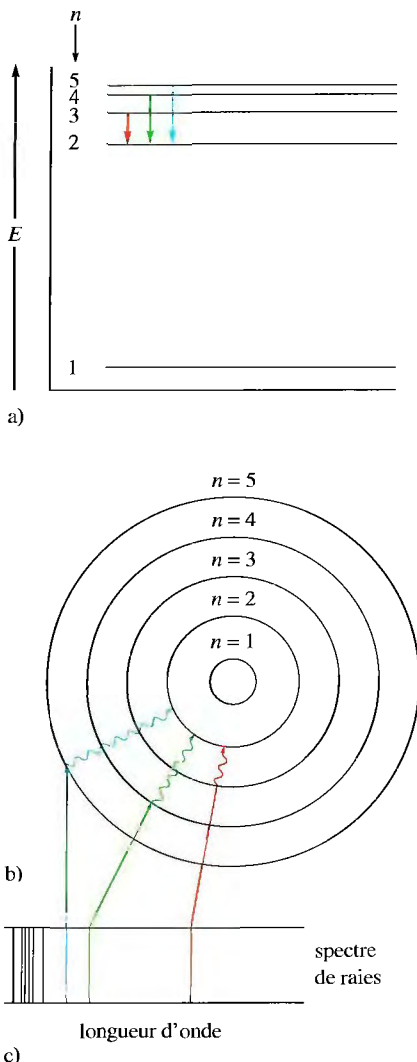 n
5
4
3
2
E
1
a)
n = 5
n = 4
n = 3
n = 2
n = 1
b)
spectre
de raies
longueur d'onde
c)